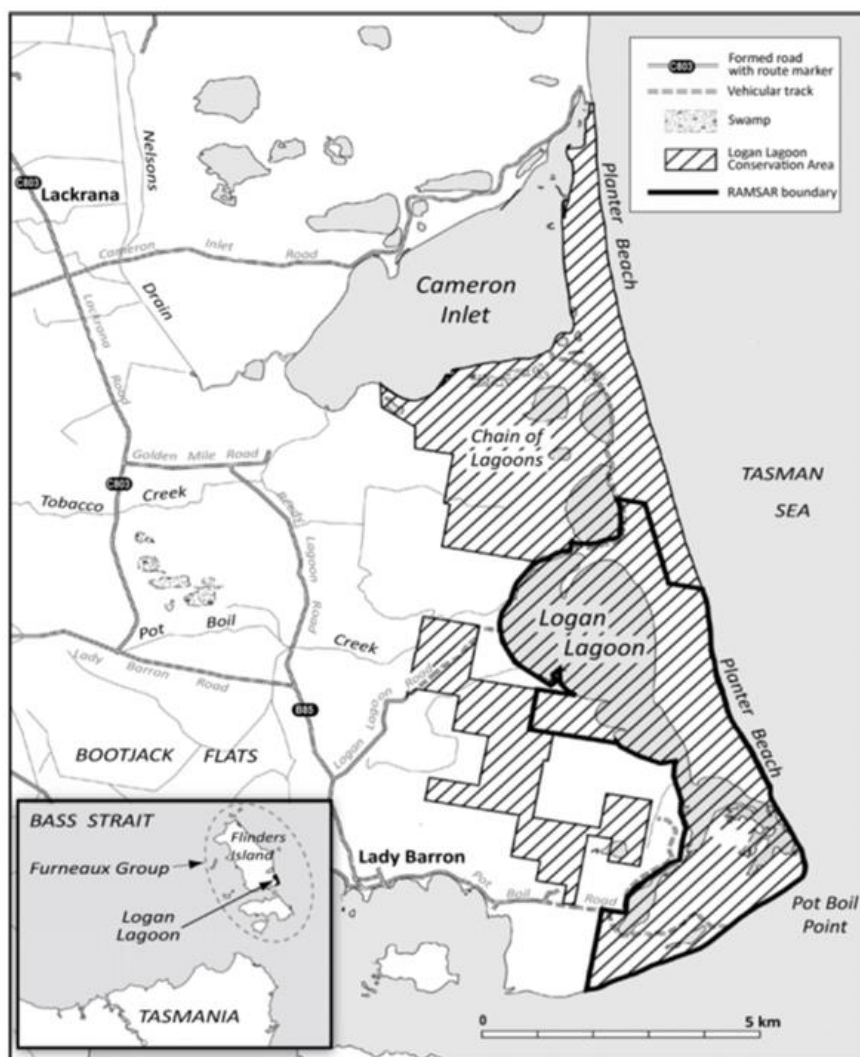 C803
Formed road
with route marker
Vehicular track
Swamp
Logan Lagoon
Conservation Area
RAMSAR boundary
Nelsons
Drain
C803
Lackrana
Cameron Inlet Road
Planter Beach
Cameron
Inlet
Lackrana Road
Chain of
Lagoons
TASMAN
SEA
Golden Mile Road
C803
Tobacco Creek
Reedy Lagoon Road
Logan
Lagoon
Pot Boil Creek
Lady Barron Road
Logan Lagoon Road
B85
Planter Beach
BOOTJACK FLATS
BASS STRAIT
Flinders
Island
Furneaux Group
Logan
Lagoon
TASMANIA
Lady Barron
Pot Boil Road
Pot Boil
Point
0 5 km